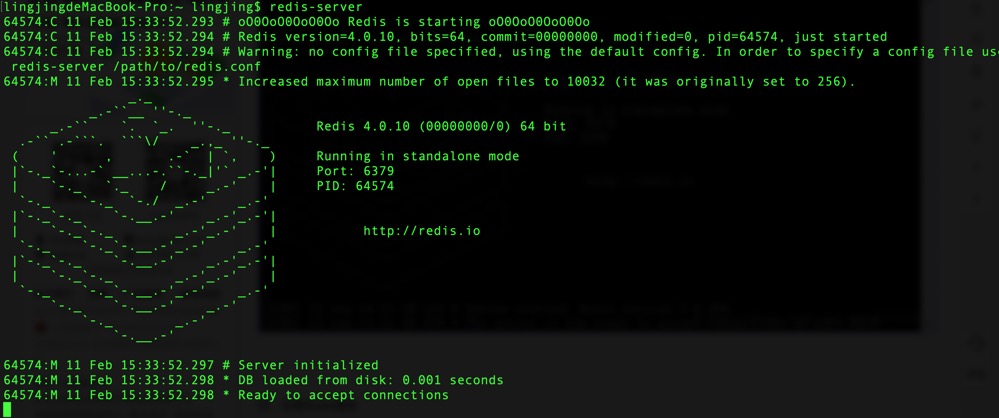 lingjingdeMacBook-Pro:~ lingjing$ redis-server
64574:C 11 Feb 15:33:52.293 # oO0OoO0OoO0Oo Redis is starting oO0OoO0OoO0Oo
64574:C 11 Feb 15:33:52.294 # Redis version=4.0.10, bits=64, commit=00000000, modified=0, pid=64574, just started
64574:C 11 Feb 15:33:52.294 # Warning: no config file specified, using the default config. In order to specify a config file use
redis-server /path/to/redis.conf
64574:M 11 Feb 15:33:52.295 * Increased maximum number of open files to 10032 (it was originally set to 256).
Redis 4.0.10 (00000000/0) 64 bit
Running in standalone mode
Port: 6379
PID: 64574
http://redis.io
64574:M 11 Feb 15:33:52.297 # Server initialized
64574:M 11 Feb 15:33:52.298 * DB loaded from disk: 0.001 seconds
64574:M 11 Feb 15:33:52.298 * Ready to accept connections